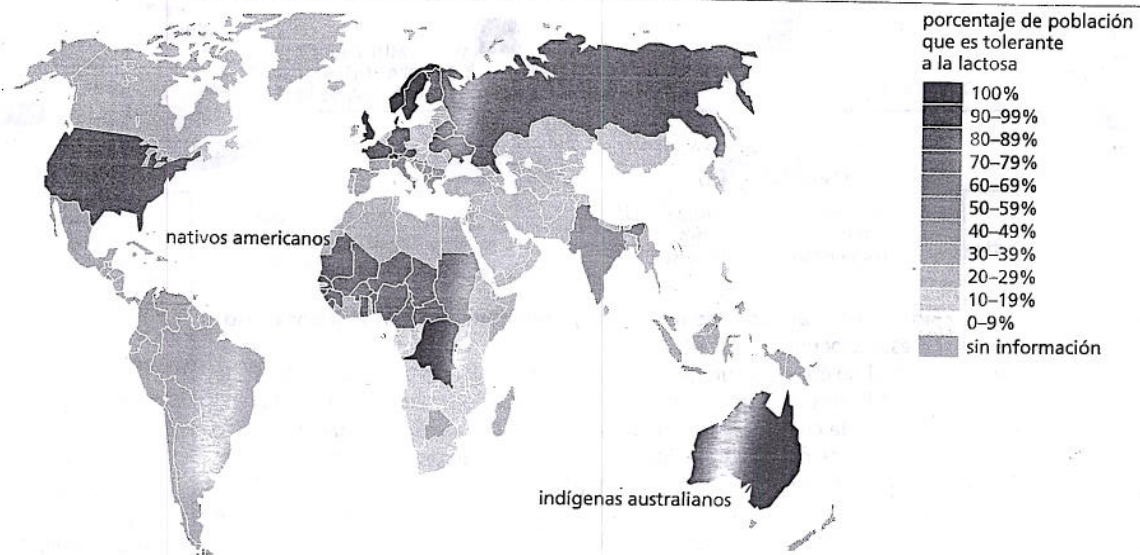 porcentaje de población
que es tolerante
a la lactosa
100%
90–99%
80–89%
70–79%
60–69%
50–59%
40–49%
30–39%
20–29%
10–19%
0–9%
sin información
nativos americanos
indígenas australianos